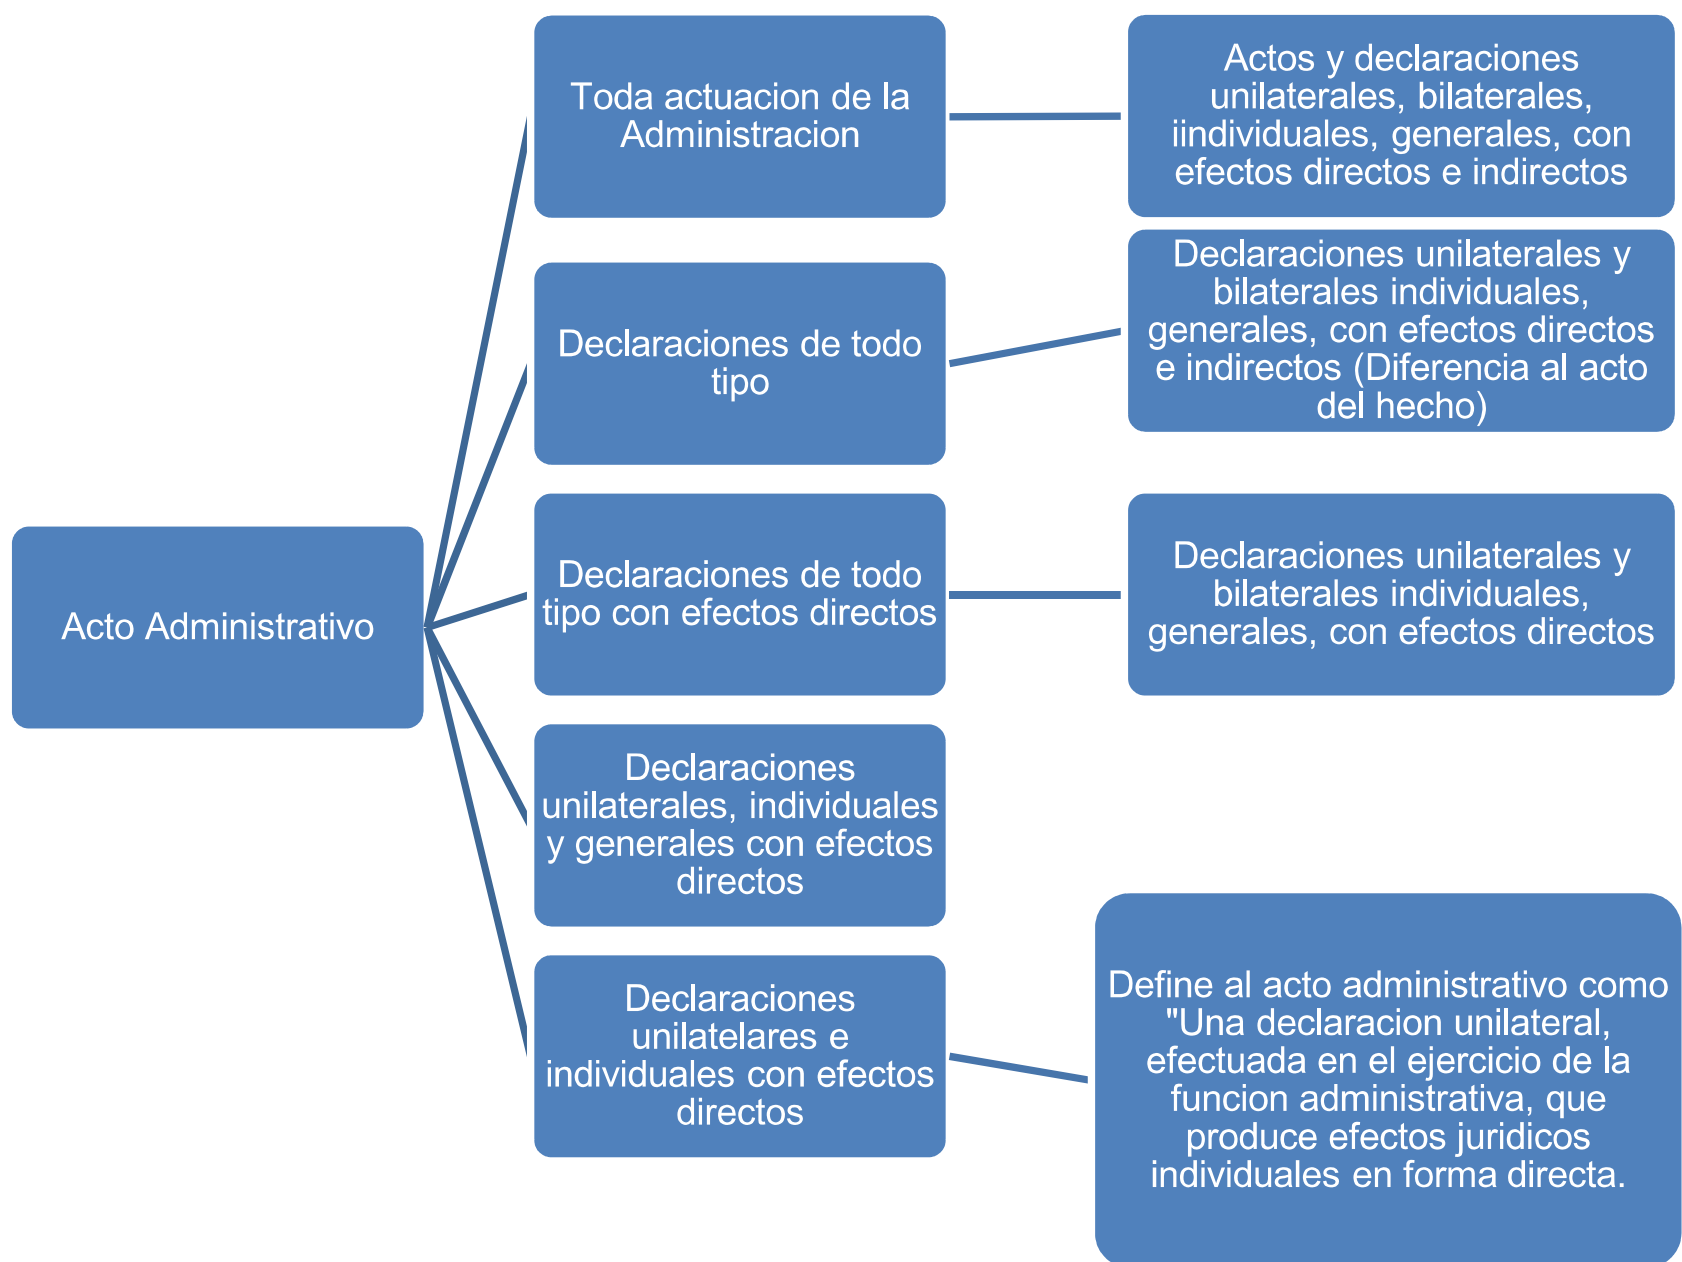 Acto Administrativo
Toda actuacion de la
Administracion
Actos y declaraciones
unilaterales, bilaterales,
iindividuales, generales, con
efectos directos e indirectos
Declaraciones de todo
tipo
Declaraciones unilaterales y
bilaterales individuales,
generales, con efectos directos
e indirectos (Diferencia al acto
del hecho)
Declaraciones de todo
tipo con efectos directos
Declaraciones unilaterales y
bilaterales individuales,
generales, con efectos directos
Declaraciones
unilaterales, individuales
y generales con efectos
directos
Declaraciones
unilatelares e
individuales con efectos
directos
Define al acto administrativo como
"Una declaracion unilateral,
efectuada en el ejercicio de la
funcion administrativa, que
produce efectos juridicos
individuales en forma directa.